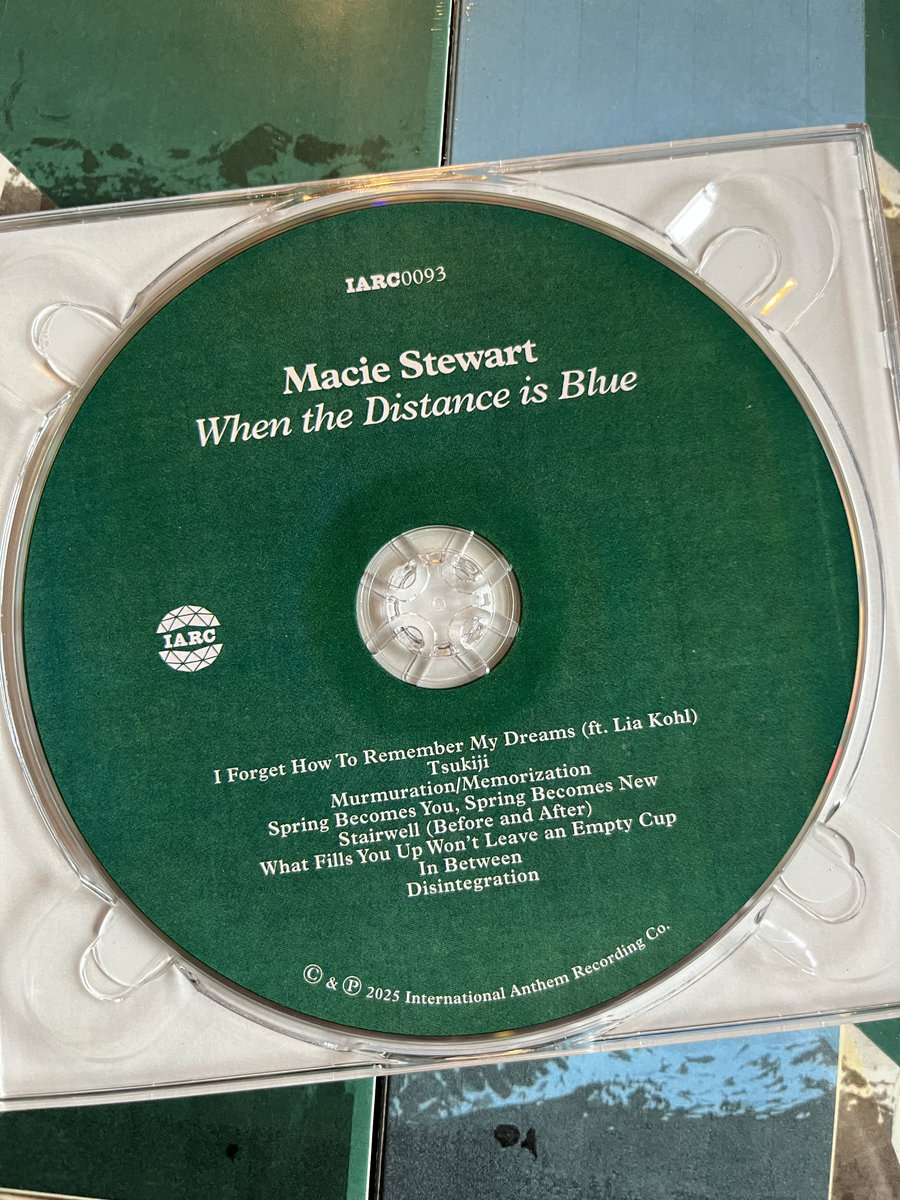 IARC0093
Macie Stewart
When the Distance is Blue
IARC
I Forget How To Remember My Dreams (ft. Lia Kohl)
Tsukiji
Murmuration/Memorization
Spring Becomes You, Spring Becomes New
Stairwell (Before and After)
What Fills You Up Won't Leave an Empty Cup
In Between
Disintegration
© & ℗ 2025 International Anthem Recording Co.